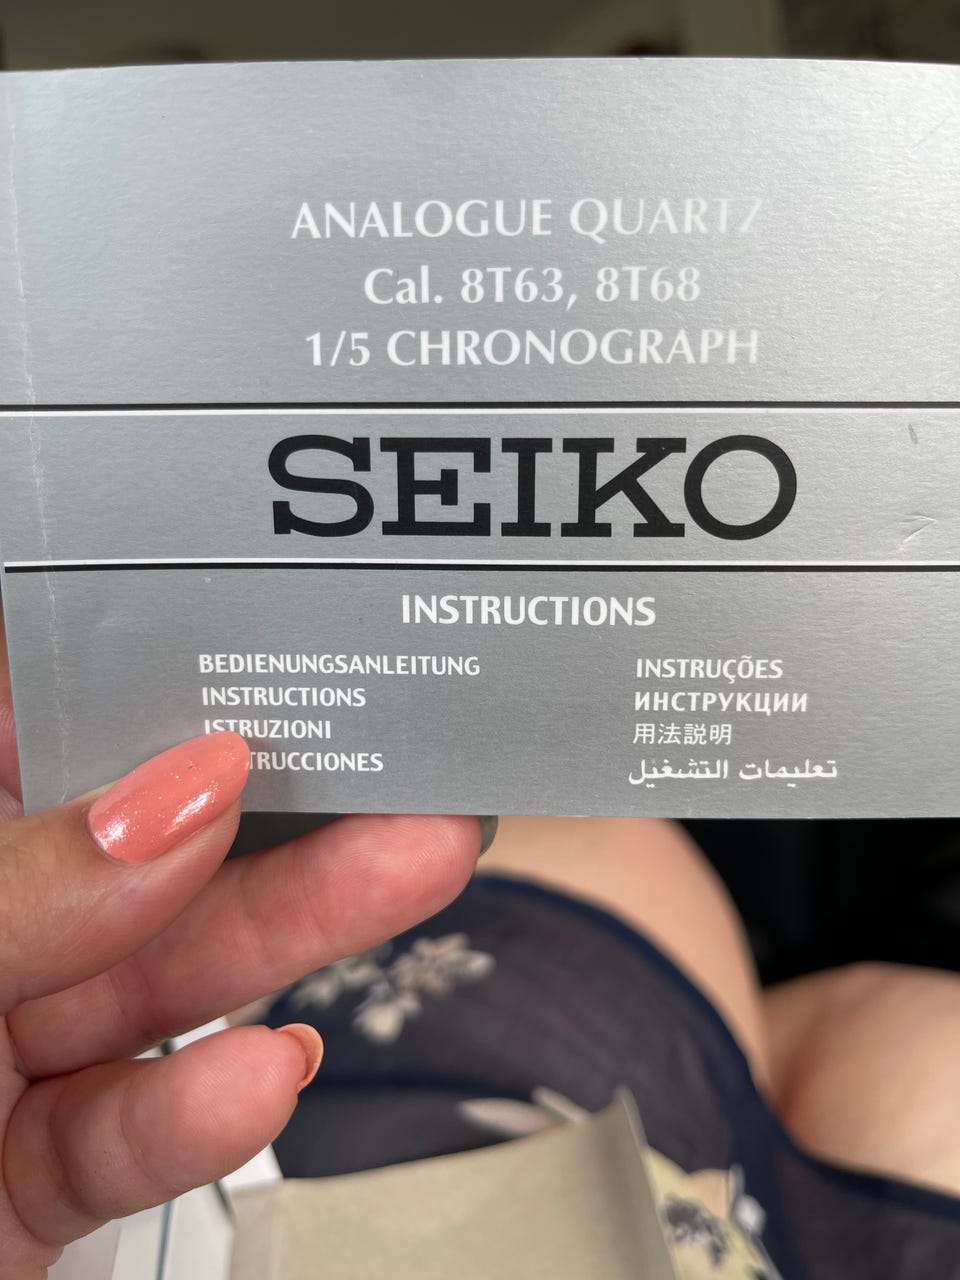 ANALOGUE QUARTZ
Cal. 8T63, 8T68
1/5 CHRONOGRAPH
SEIKO
INSTRUCTIONS
BEDIENUNGSANLEITUNG
INSTRUCTIONS
ISTRUZIONI
TRUCCIONES
INSTRUÇÕES
ИНСТРУКЦИИ
用法説明
تعليمات التشغيل